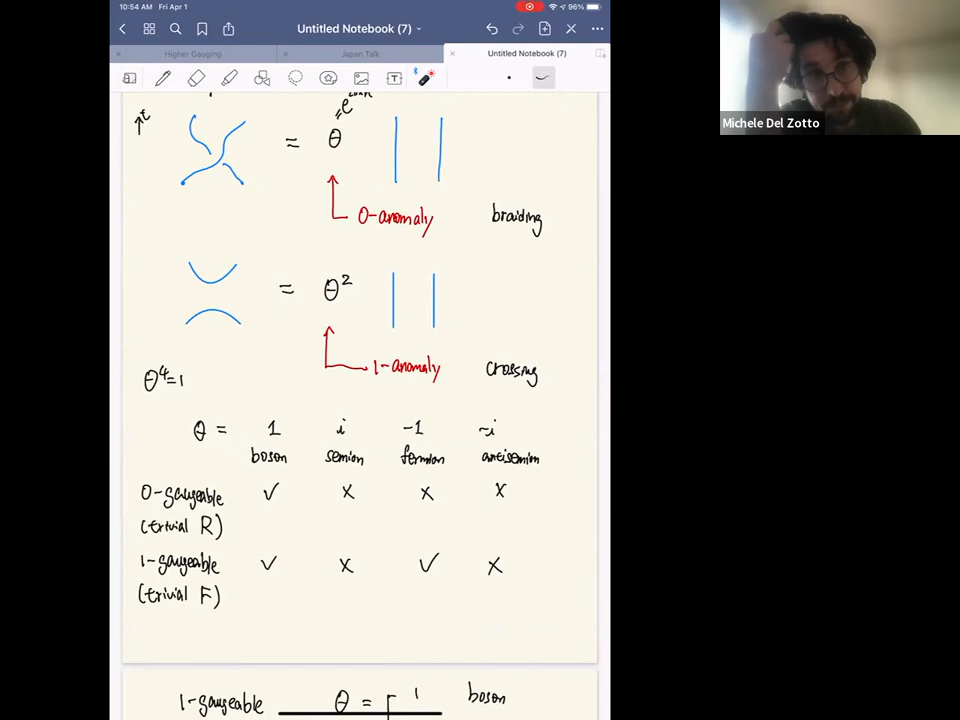 10:54 AM Fri Apr 1
96%
Untitled Notebook (7)
Higher Gauging
Japan Talk
Untitled Notebook (7)
Michele Del Zotto
↑t
= θ
0-anomaly
braiding
= θ²
1-anomaly
crossing
θ⁴=1
θ = 1 i -1 -i
boson semion fermion antisemion
0-gaugeable ✓ x x x
(trivial R)
1-gaugeable ✓ x ✓ x
(trivial F)
1-gaugeable θ = 1 boson